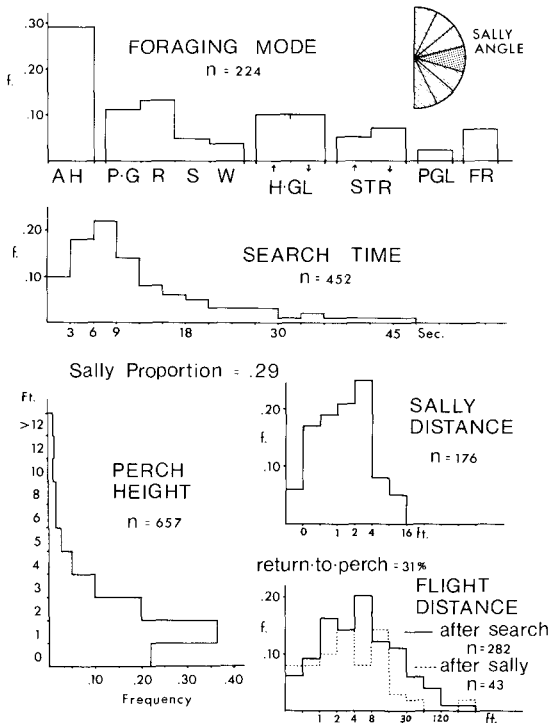 .30
FORAGING MODE
n = 224
SALLY
ANGLE
f.
.10
AH P·G R S W H·GL STR PGL FR
.20
f.
.10
SEARCH TIME
n = 452
3 6 9 18 30 45 Sec.
Sally Proportion = .29
Ft.
>12
12
10
9
8
6
5
4
3
2
1
0
PERCH
HEIGHT
n = 657
.10 .20 .30 .40
Frequency
.20
f.
.10
SALLY
DISTANCE
n = 176
0 1 2 4 16 ft.
return·to·perch = 31%
.20
f.
.10
FLIGHT
DISTANCE
after search
n=282
after sally
n=43
1 2 4 8 30 120 ft.